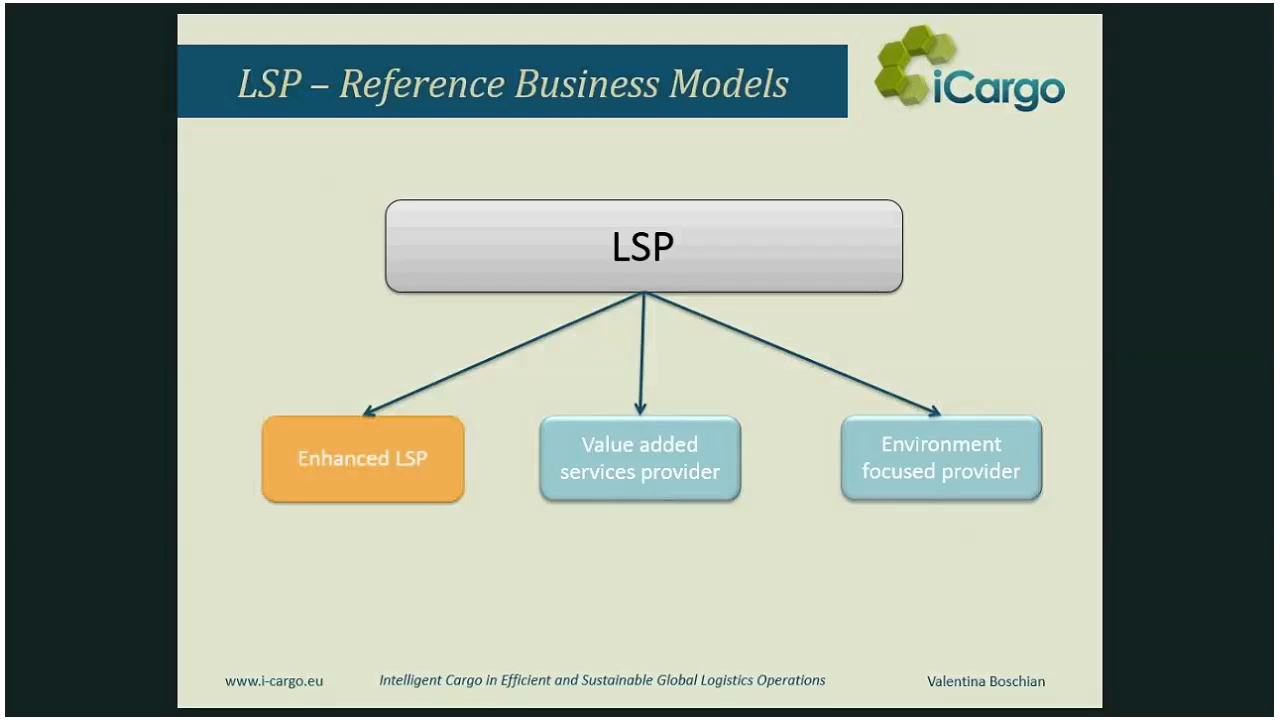 LSP – Reference Business Models
iCargo
LSP
Enhanced LSP
Value added
services provider
Environment
focused provider
www.i-cargo.eu
Intelligent Cargo in Efficient and Sustainable Global Logistics Operations
Valentina Boschian